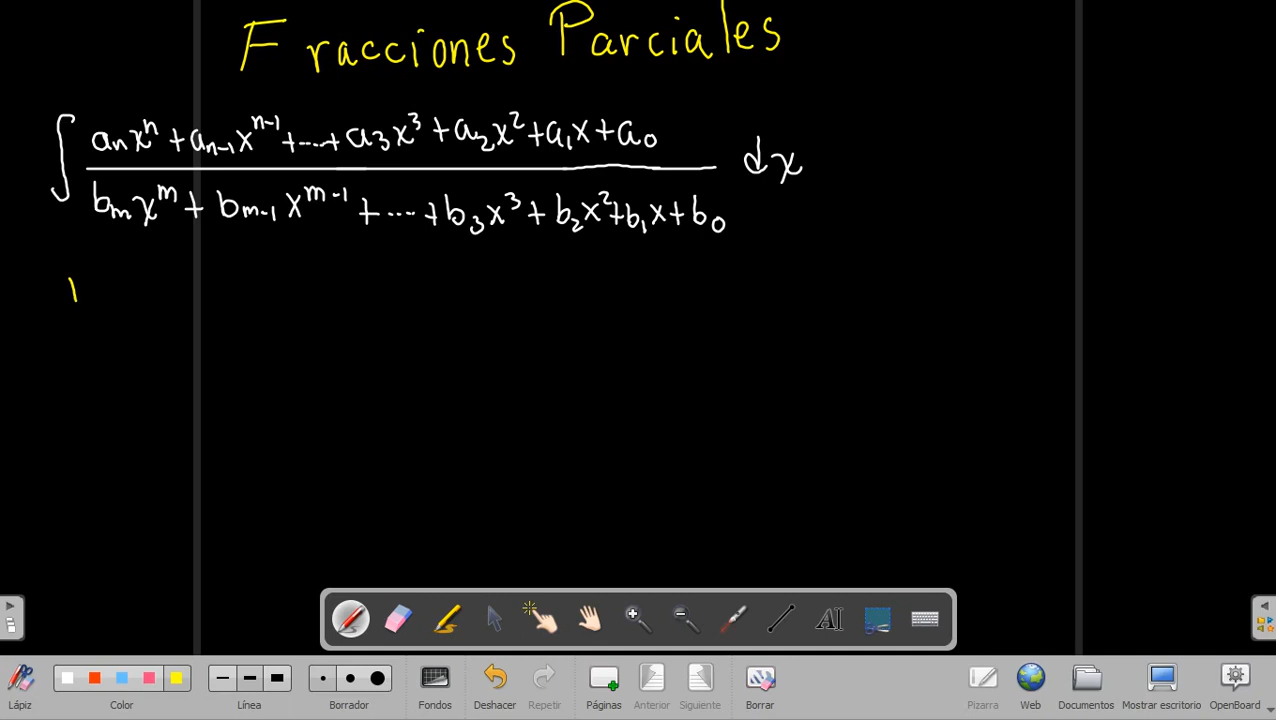 Fracciones Parciales
∫ (aₙxⁿ + aₙ₋₁xⁿ⁻¹ + .... + a₃x³ + a₂x² + a₁x + a₀) / (bₘxᵐ + bₘ₋₁xᵐ⁻¹ + .... + b₃x³ + b₂x² + b₁x + b₀) dx
AI
Lápiz Color Línea Borrador Fondos Deshacer Repetir Páginas Anterior Siguiente Borrar Pizarra Web Documentos Mostrar escritorio OpenBoard